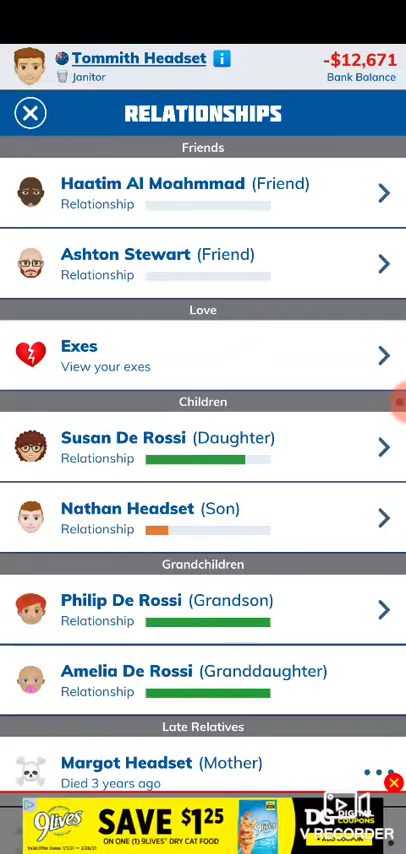 Tommith Headset i
Janitor
-$12,671
Bank Balance
RELATIONSHIPS
Friends
Haatim Al Moahmmad (Friend)
Relationship
Ashton Stewart (Friend)
Relationship
Love
Exes
View your exes
Children
Susan De Rossi (Daughter)
Relationship
Nathan Headset (Son)
Relationship
Grandchildren
Philip De Rossi (Grandson)
Relationship
Amelia De Rossi (Granddaughter)
Relationship
Late Relatives
Margot Headset (Mother)
Died 3 years ago
9Lives
SAVE $1.25
ON ONE (1) 9LIVES® DRY CAT FOOD
DG DIGITAL
COUPONS
V RECORDER